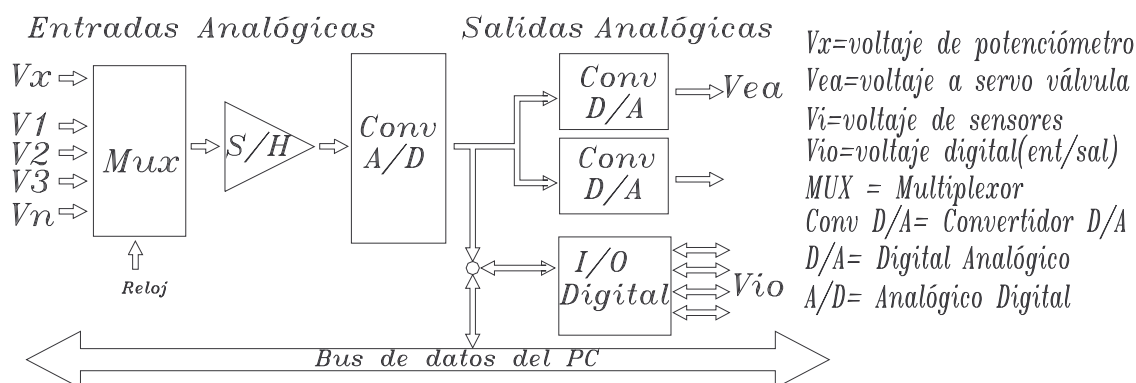 Entradas Analógicas
Salidas Analógicas
Vx
V1
V2
V3
Vn
Mux
Reloj
S/H
Conv
A/D
Conv
D/A
Vea
Conv
D/A
I/O
Digital
Vio
Bus de datos del PC
Vx=voltaje de potenciómetro
Vea=voltaje a servo válvula
Vi=voltaje de sensores
Vio=voltaje digital(ent/sal)
MUX = Multiplexor
Conv D/A= Convertidor D/A
D/A= Digital Analógico
A/D= Analógico Digital